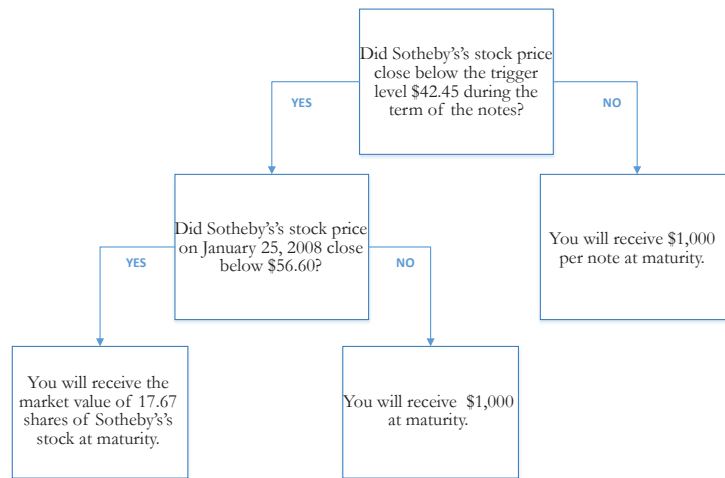 Did Sotheby's's stock price
close below the trigger
level $42.45 during the
term of the notes?
YES
NO
Did Sotheby's's stock price
on January 25, 2008 close
below $56.60?
You will receive $1,000
per note at maturity.
YES
NO
You will receive the
market value of 17.67
shares of Sotheby's's
stock at maturity.
You will receive $1,000
at maturity.